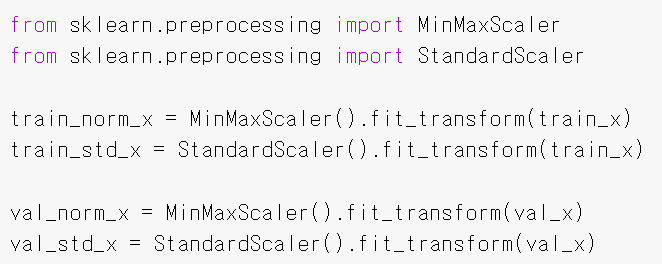 from sklearn.preprocessing import MinMaxScaler
from sklearn.preprocessing import StandardScaler
train_norm_x = MinMaxScaler().fit_transform(train_x)
train_std_x = StandardScaler().fit_transform(train_x)
val_norm_x = MinMaxScaler().fit_transform(val_x)
val_std_x = StandardScaler().fit_transform(val_x)